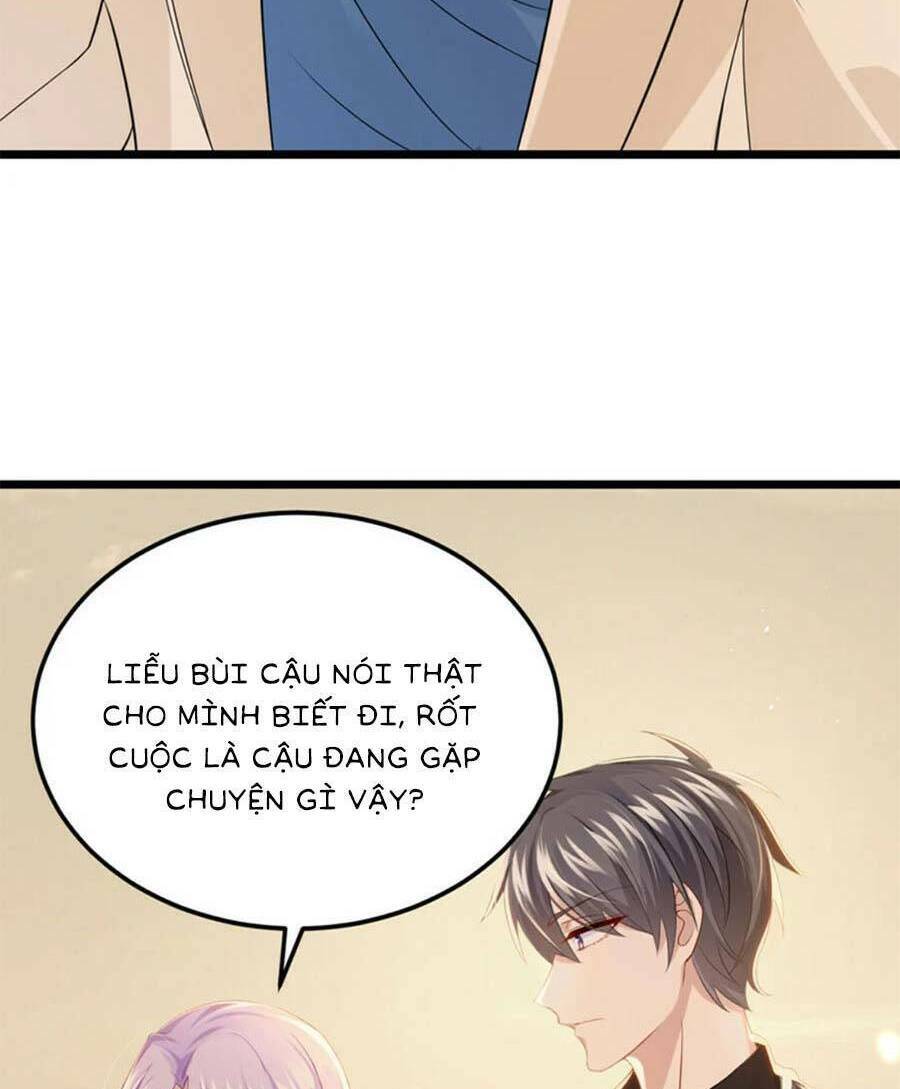 LIỄU BÙI CẬU NÓI THẬT
CHO MÌNH BIẾT ĐI, RỐT
CUỘC LÀ CẬU ĐANG GẶP
CHUYỆN GÌ VẬY?